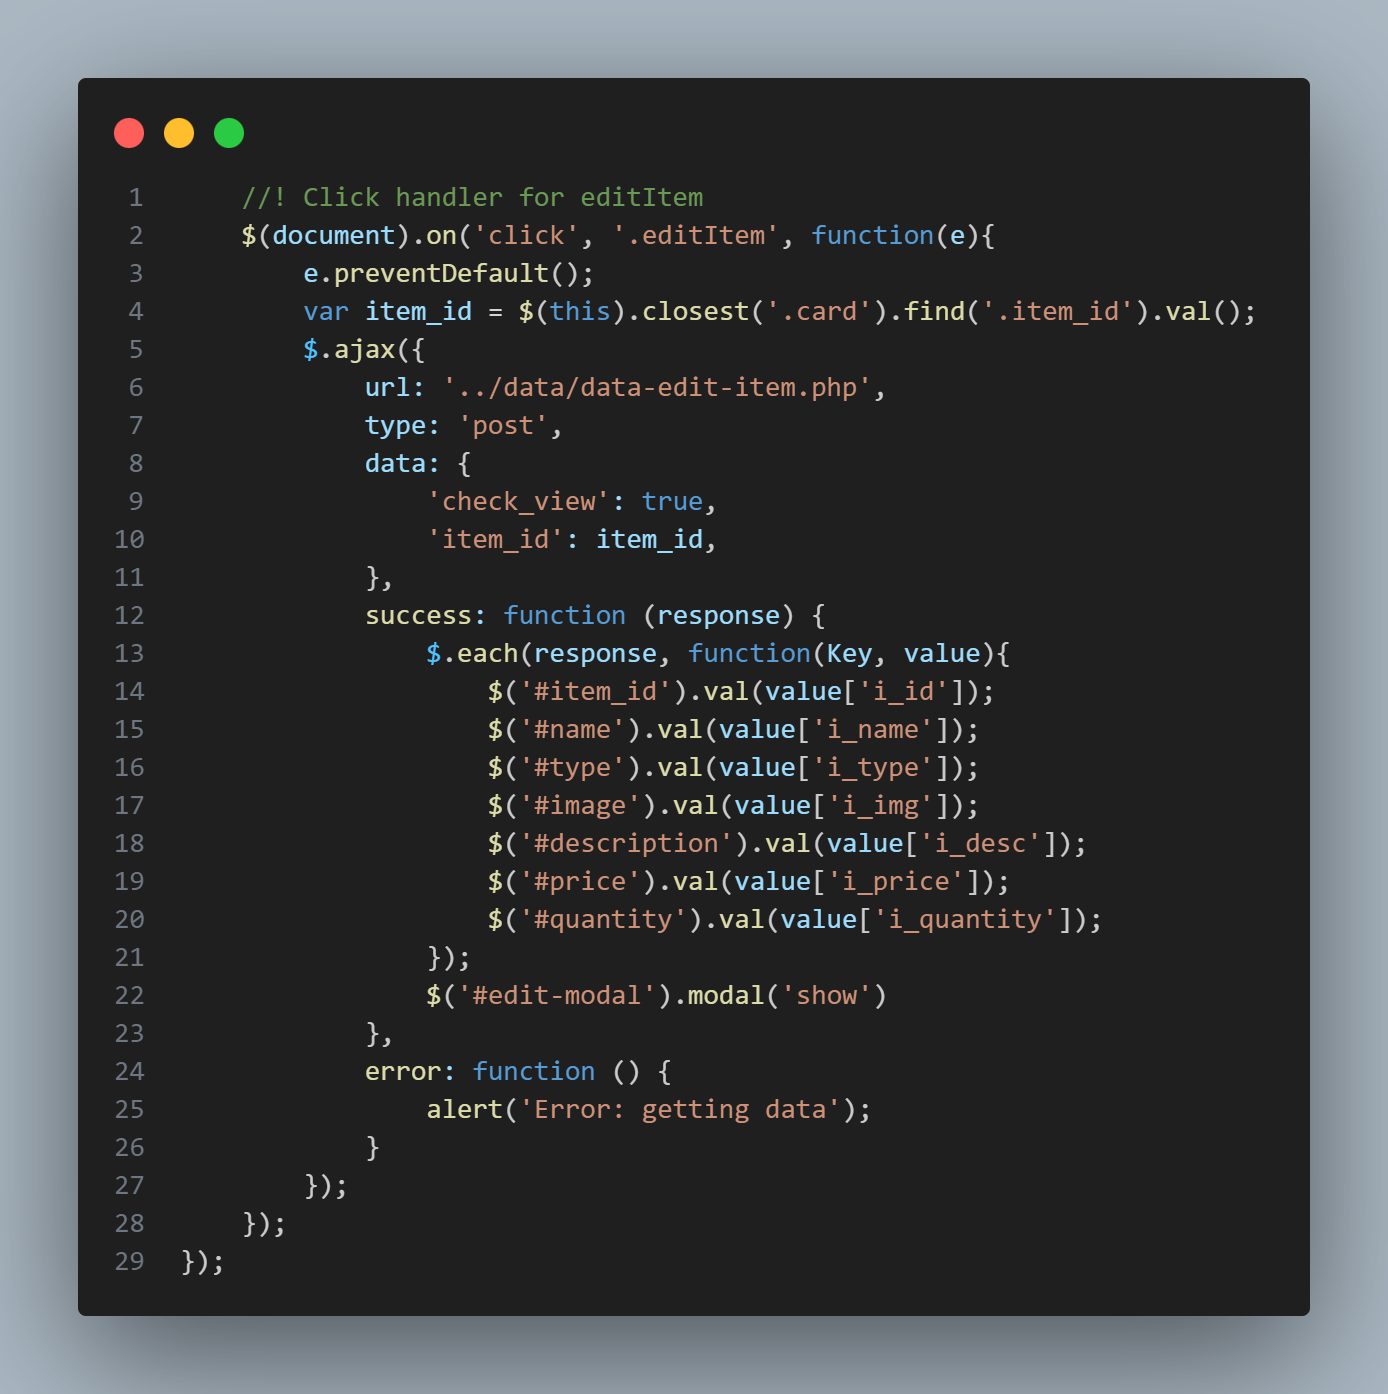 1    //! Click handler for editItem
2    $(document).on('click', '.editItem', function(e){
3        e.preventDefault();
4        var item_id = $(this).closest('.card').find('.item_id').val();
5        $.ajax({
6            url: '../data/data-edit-item.php',
7            type: 'post',
8            data: {
9                'check_view': true,
10                'item_id': item_id,
11            },
12            success: function (response) {
13                $.each(response, function(Key, value){
14                    $('#item_id').val(value['i_id']);
15                    $('#name').val(value['i_name']);
16                    $('#type').val(value['i_type']);
17                    $('#image').val(value['i_img']);
18                    $('#description').val(value['i_desc']);
19                    $('#price').val(value['i_price']);
20                    $('#quantity').val(value['i_quantity']);
21                });
22                $('#edit-modal').modal('show')
23            },
24            error: function () {
25                alert('Error: getting data');
26            }
27        });
28    });
29 });